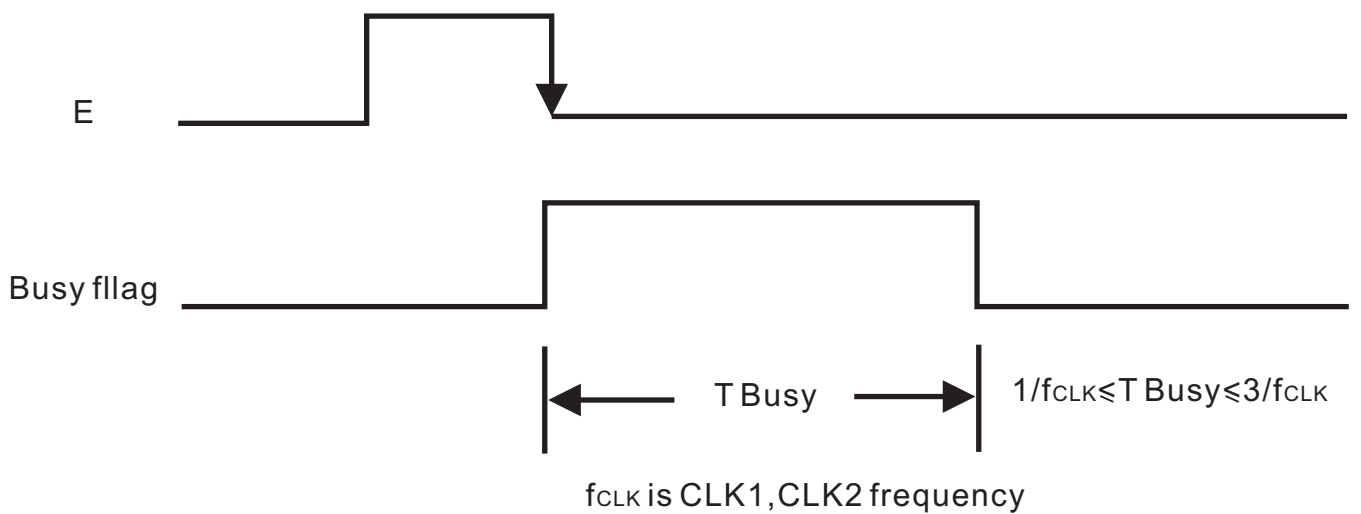 E
Busy fllag
T Busy
1/fCLK⩽T Busy⩽3/fCLK
fCLK is CLK1,CLK2 frequency